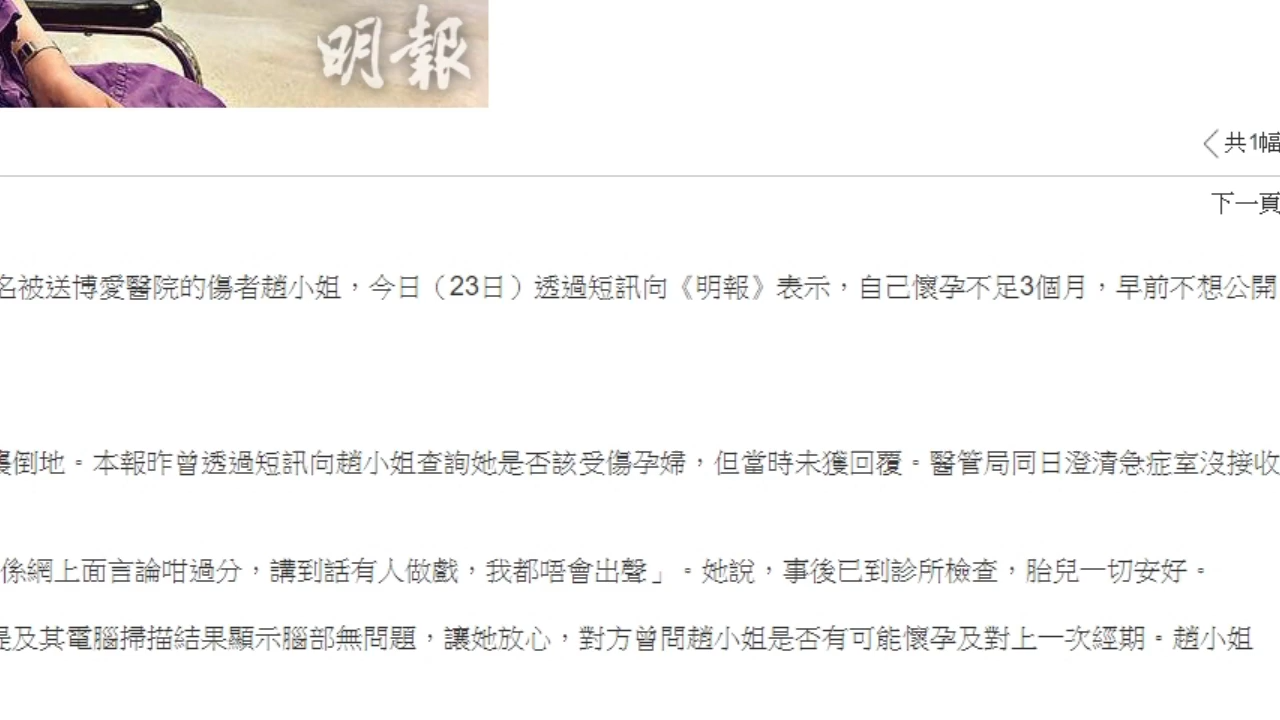 明報
共1幅
下一頁
名被送博愛醫院的傷者趙小姐，今日（23日）透過短訊向《明報》表示，自己懷孕不足3個月，早前不想公開
襲倒地。本報昨曾透過短訊向趙小姐查詢她是否該受傷孕婦，但當時未獲回覆。醫管局同日澄清急症室沒接收
係網上面言論咁過分，講到話有人做戲，我都唔會出聲」。她說，事後已到診所檢查，胎兒一切安好。
是及其電腦掃描結果顯示腦部無問題，讓她放心，對方曾問趙小姐是否有可能懷孕及對上一次經期。趙小姐